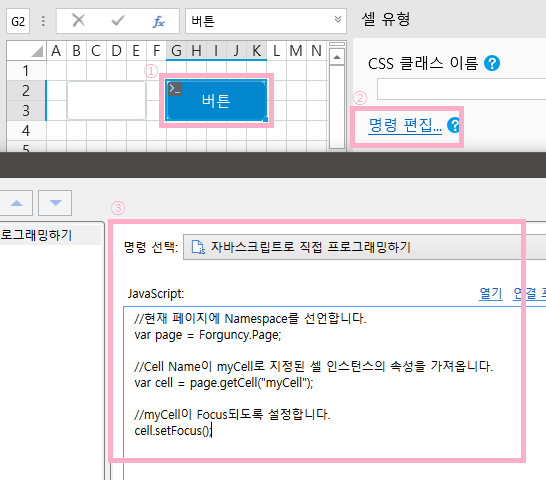 G2
fx
버튼
셀 유형
A B C D E F G H I J K L M N
CSS 클래스 이름 ?
1
①
2
버튼
②
3
명령 편집... ?
4
5
③
로그래밍하기
명령 선택: 자바스크립트로 직접 프로그래밍하기
JavaScript:
열기 연결
//현재 페이지에 Namespace를 선언합니다.
var page = Forguncy.Page;
//Cell Name이 myCell로 지정된 셀 인스턴스의 속성을 가져옵니다.
var cell = page.getCell("myCell");
//myCell이 Focus되도록 설정합니다.
cell.setFocus();